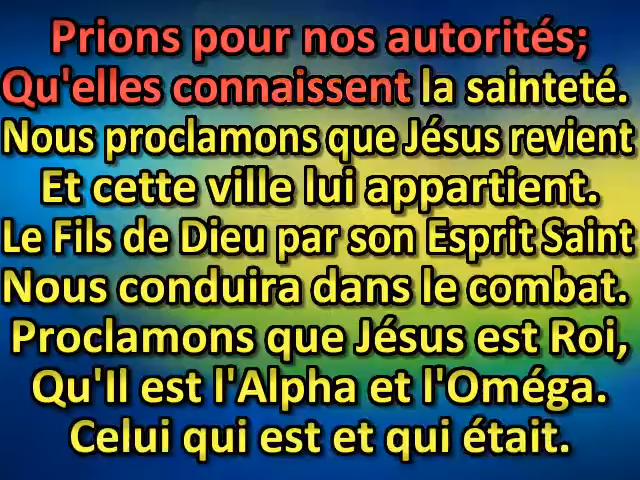 Prions pour nos autorités;
Qu'elles connaissent la sainteté.
Nous proclamons que Jésus revient
Et cette ville lui appartient.
Le Fils de Dieu par son Esprit Saint
Nous conduira dans le combat.
Proclamons que Jésus est Roi,
Qu'Il est l'Alpha et l'Oméga.
Celui qui est et qui était.